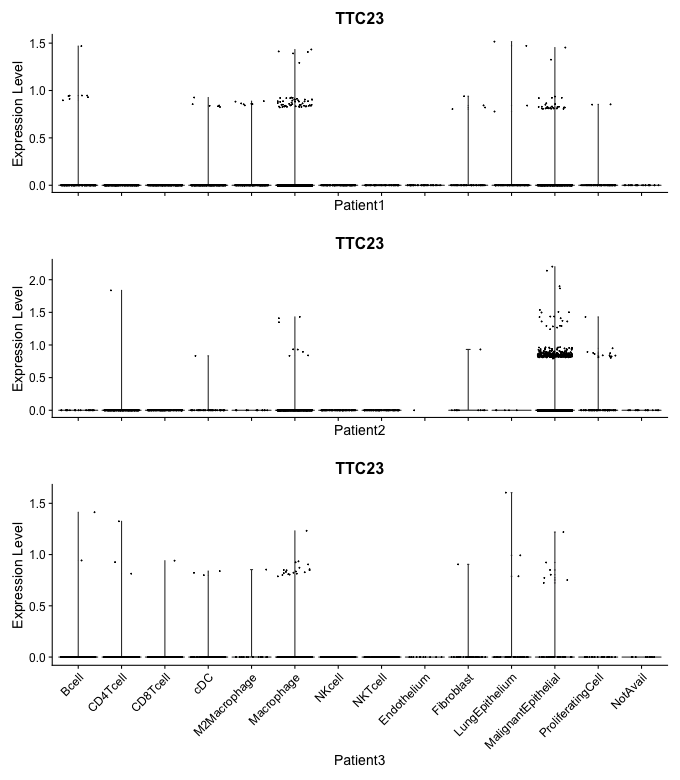 TTC23
Expression Level
1.5
1.0
0.5
0.0
Patient1
TTC23
Expression Level
2.0
1.5
1.0
0.5
0.0
Patient2
TTC23
Expression Level
1.5
1.0
0.5
0.0
Bcell
CD4Tcell
CD8Tcell
cDC
M2Macrophage
Macrophage
NKcell
NKTcell
Endothelium
Fibroblast
LungEpithelium
MalignantEpithelial
ProliferatingCell
NotAvail
Patient3